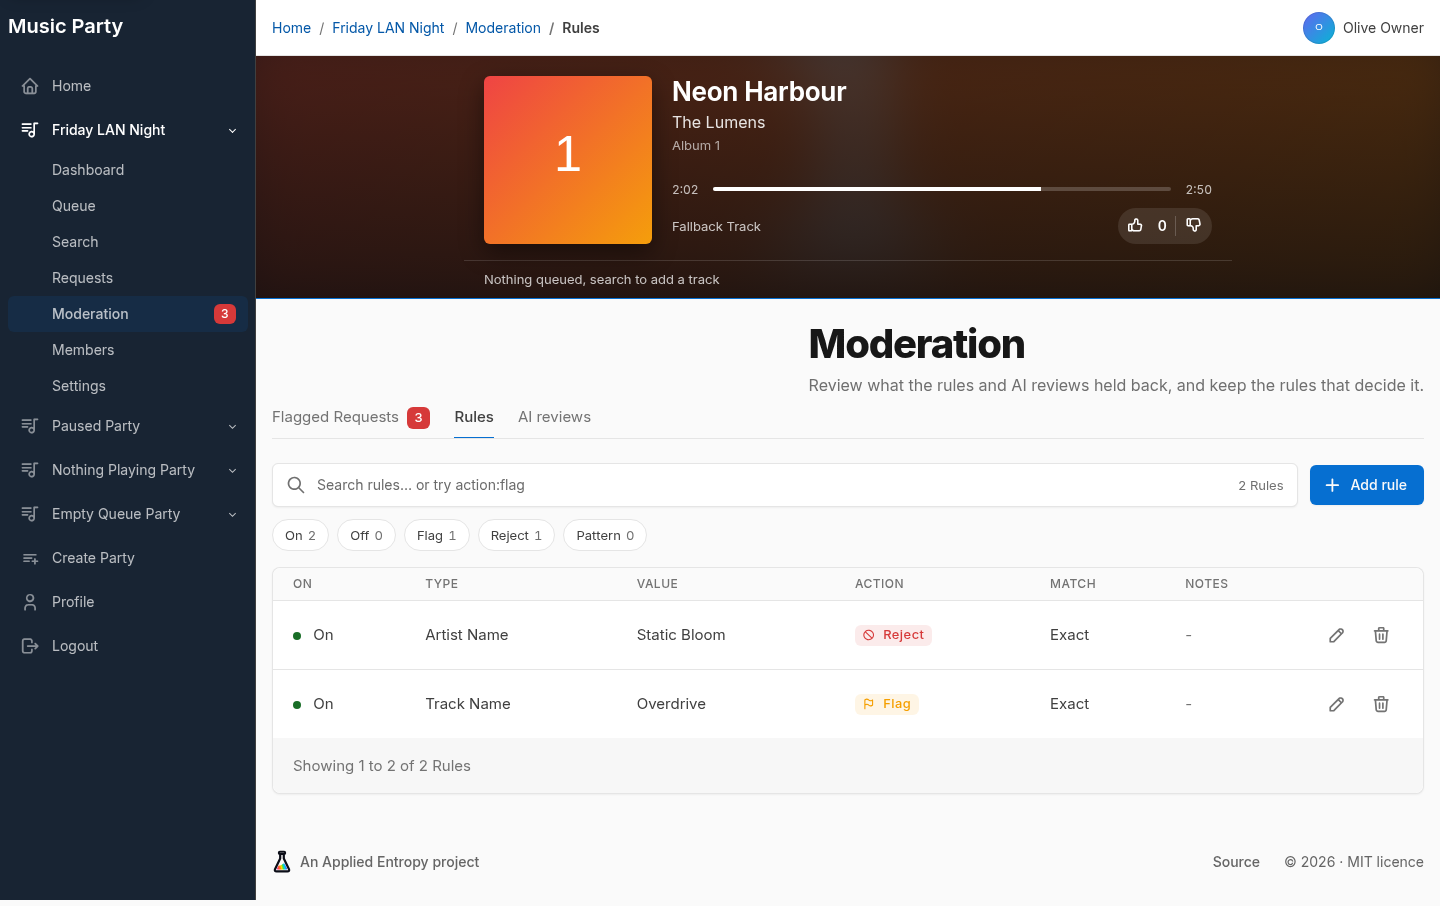 Music Party
Home
Friday LAN Night
Dashboard
Queue
Search
Requests
Moderation 3
Members
Settings
Paused Party
Nothing Playing Party
Empty Queue Party
Create Party
Profile
Logout
Home / Friday LAN Night / Moderation / Rules
O Olive Owner
1
Neon Harbour
The Lumens
Album 1
2:02 2:50
Fallback Track 0
Nothing queued, search to add a track
Moderation
Review what the rules and AI reviews held back, and keep the rules that decide it.
Flagged Requests 3 Rules AI reviews
Search rules... or try action:flag 2 Rules Add rule
On 2 Off 0 Flag 1 Reject 1 Pattern 0
ON TYPE VALUE ACTION MATCH NOTES
On Artist Name Static Bloom Reject Exact -
On Track Name Overdrive Flag Exact -
Showing 1 to 2 of 2 Rules
An Applied Entropy project Source © 2026 · MIT licence